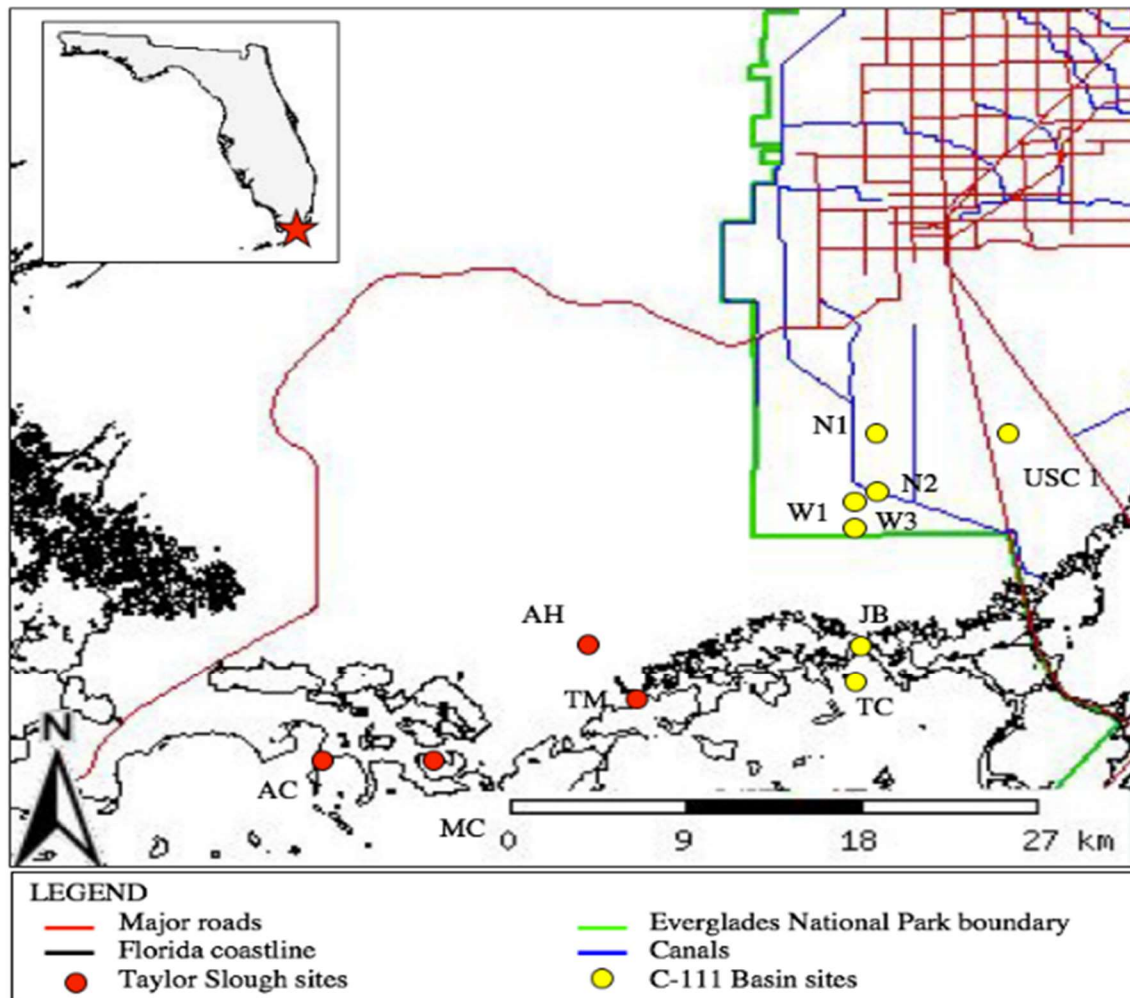 N1
USC 1
N2
W1
W3
AH
JB
TM
TC
N
AC
MC
0 9 18 27 km
LEGEND
Major roads
Everglades National Park boundary
Florida coastline
Canals
Taylor Slough sites
C-111 Basin sites